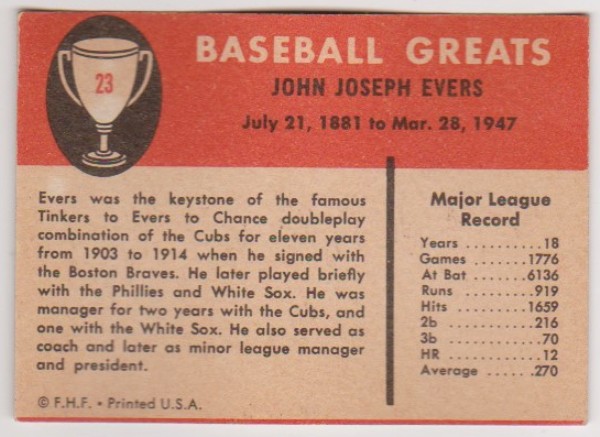 23
BASEBALL GREATS
JOHN JOSEPH EVERS
July 21, 1881 to Mar. 28, 1947
Evers was the keystone of the famous
Tinkers to Evers to Chance doubleplay
combination of the Cubs for eleven years
from 1903 to 1914 when he signed with
the Boston Braves. He later played briefly
with the Phillies and White Sox. He was
manager for two years with the Cubs, and
one with the White Sox. He also served as
coach and later as minor league manager
and president.
© F.H.F. • Printed U.S.A.
Major League
Record
Years ..........18
Games ........1776
At Bat ........6136
Runs ..........919
Hits ..........1659
2b ............216
3b .............70
HR .............12
Average .......270